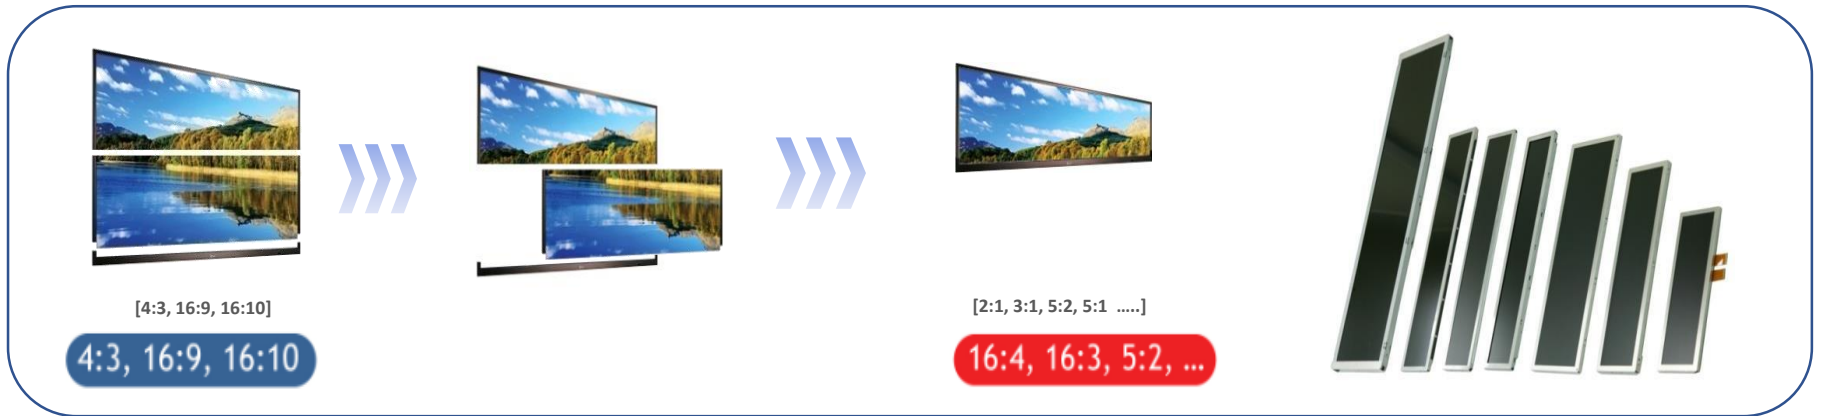 [4:3, 16:9, 16:10]
4:3, 16:9, 16:10
[2:1, 3:1, 5:2, 5:1 .....]
16:4, 16:3, 5:2, ...